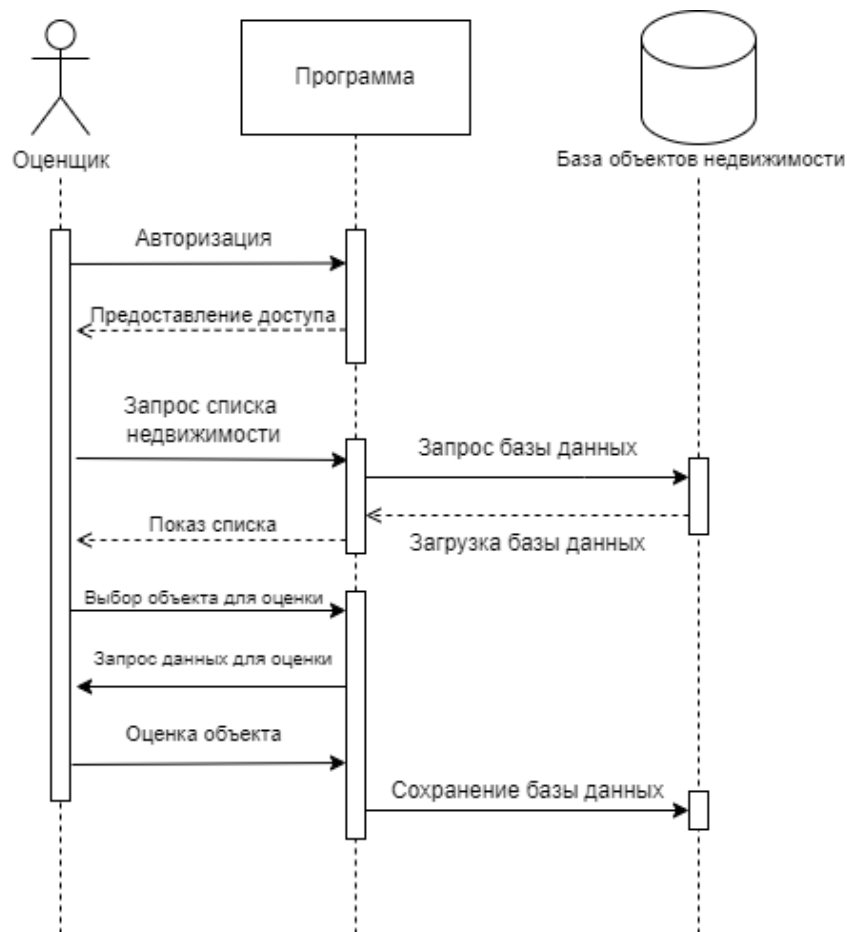 Программа
Оценщик
База объектов недвижимости
Авторизация
Предоставление доступа
Запрос списка
недвижимости
Запрос базы данных
Показ списка
Загрузка базы данных
Выбор объекта для оценки
Запрос данных для оценки
Оценка объекта
Сохранение базы данных